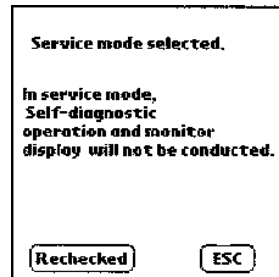 Service mode selected.
In service mode,
Self-diagnostic
operation and monitor
display will not be conducted.
Rechecked
ESC